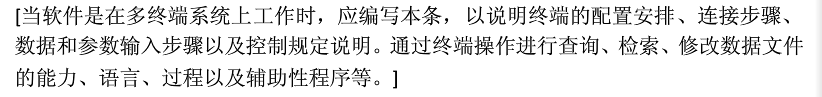 [当软件是在多终端系统上工作时，应编写本条，以说明终端的配置安排、连接步骤、
数据和参数输入步骤以及控制规定说明。通过终端操作进行查询、检索、修改数据文件
的能力、语言、过程以及辅助性程序等。]